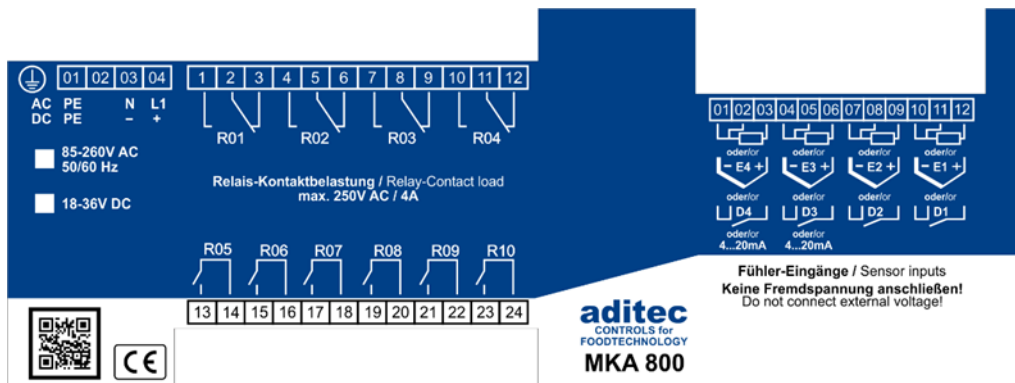 01 02 03 04
AC PE N L1
DC PE – +
85-260V AC
50/60 Hz
18-36V DC
1 2 3 4 5 6 7 8 9 10 11 12
R01 R02 R03 R04
Relais-Kontaktbelastung / Relay-Contact load
max. 250V AC / 4A
R05 R06 R07 R08 R09 R10
13 14 15 16 17 18 19 20 21 22 23 24
CE
aditec
CONTROLS for
FOODTECHNOLOGY
MKA 800
01 02 03 04 05 06 07 08 09 10 11 12
oder/or oder/or oder/or oder/or
– E4 + – E3 + – E2 + – E1 +
oder/or oder/or oder/or oder/or
D4 D3 D2 D1
oder/or oder/or
4...20mA 4...20mA
Fühler-Eingänge / Sensor inputs
Keine Fremdspannung anschließen!
Do not connect external voltage!